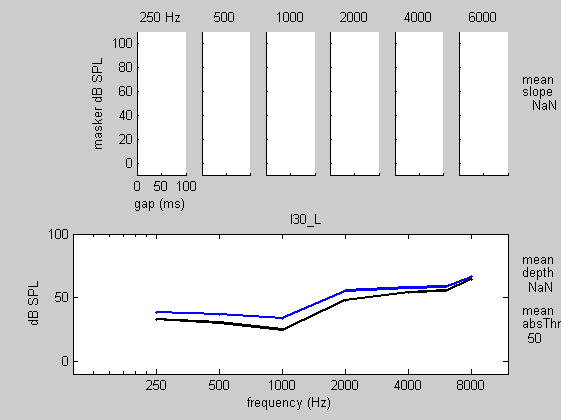 250 Hz 500 1000 2000 4000 6000
masker dB SPL
100
80
60
40
20
0
0 50 100
gap (ms)
mean
slope
NaN
I30_L
dB SPL
100
50
0
250 500 1000 2000 4000 8000
frequency (Hz)
mean
depth
NaN
mean
absThr
50